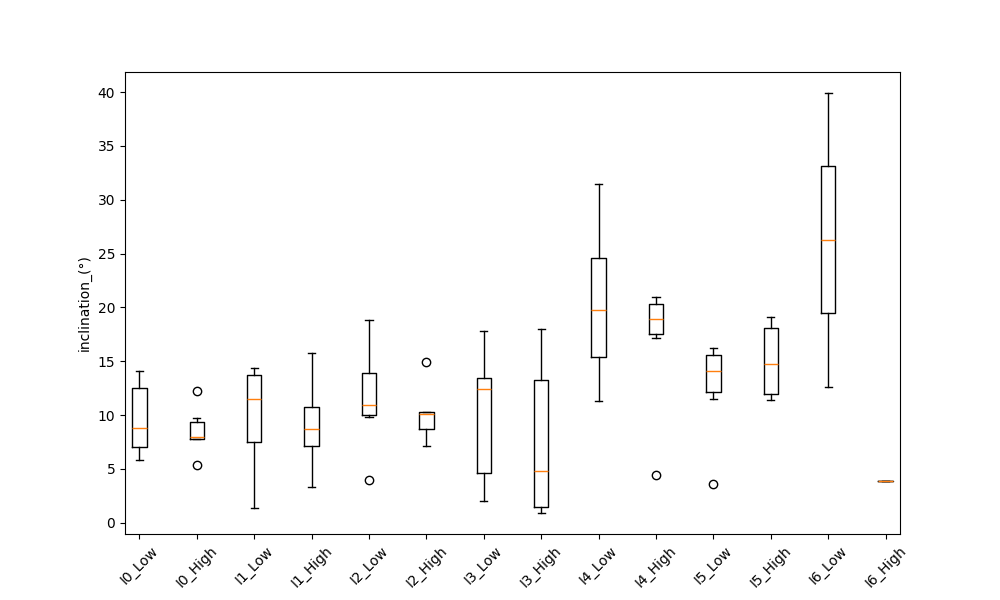 inclination_(°)
40
35
30
25
20
15
10
5
0
I0_Low
I0_High
I1_Low
I1_High
I2_Low
I2_High
I3_Low
I3_High
I4_Low
I4_High
I5_Low
I5_High
I6_Low
I6_High